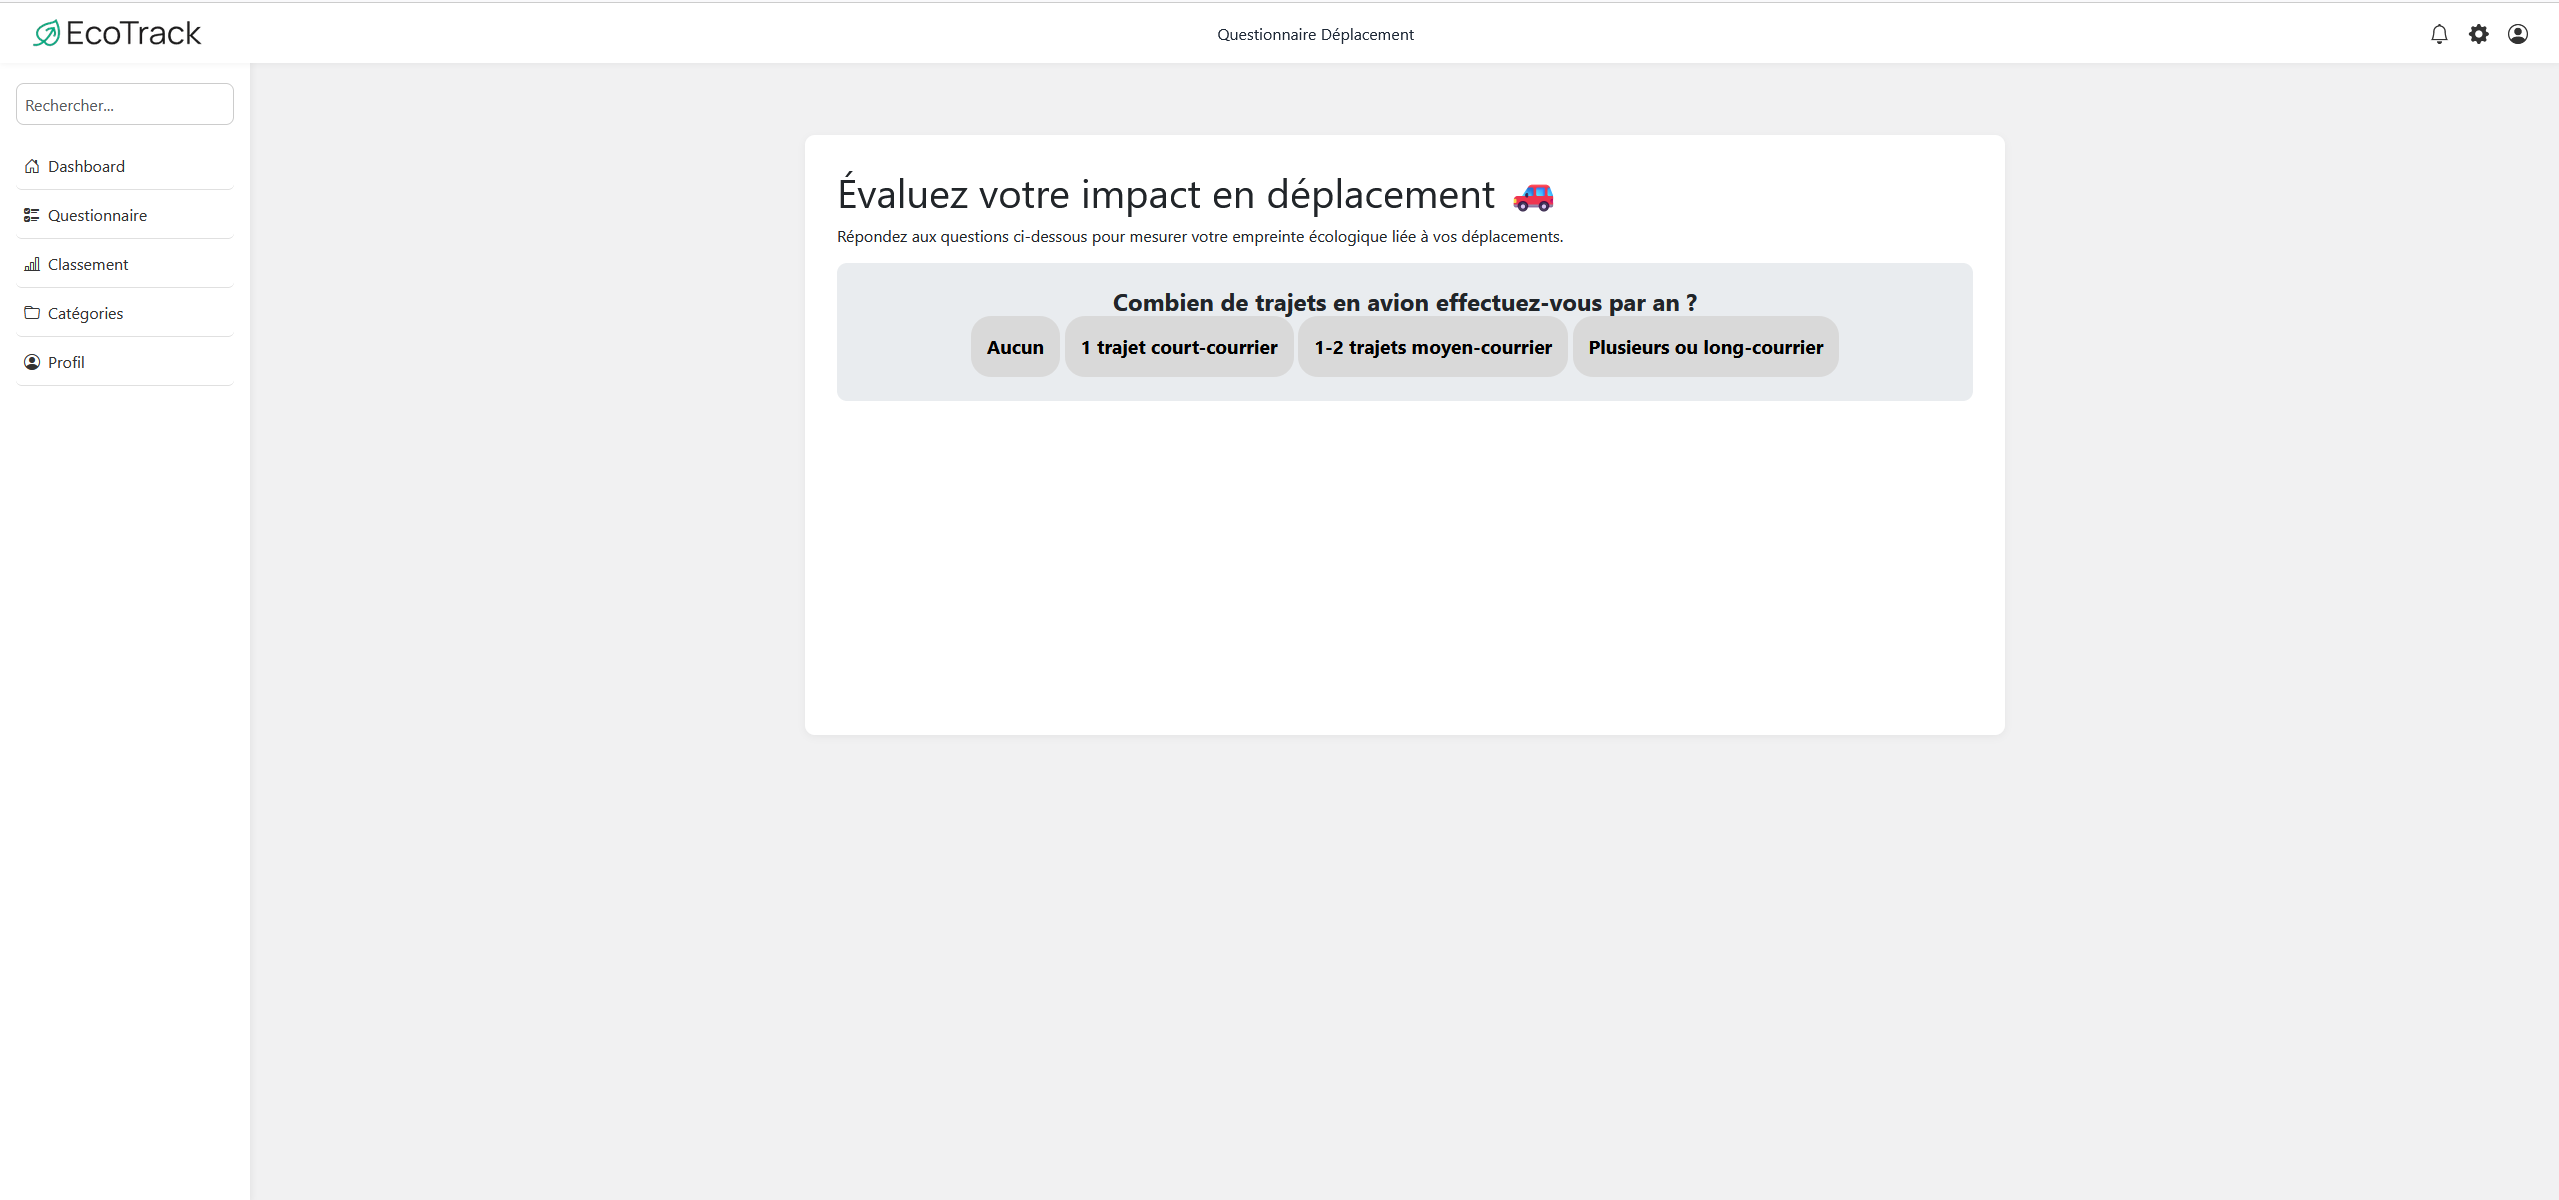 EcoTrack
Questionnaire Déplacement
Rechercher...
Dashboard
Questionnaire
Classement
Catégories
Profil
Évaluez votre impact en déplacement
Répondez aux questions ci-dessous pour mesurer votre empreinte écologique liée à vos déplacements.
Combien de trajets en avion effectuez-vous par an ?
Aucun
1 trajet court-courrier
1-2 trajets moyen-courrier
Plusieurs ou long-courrier